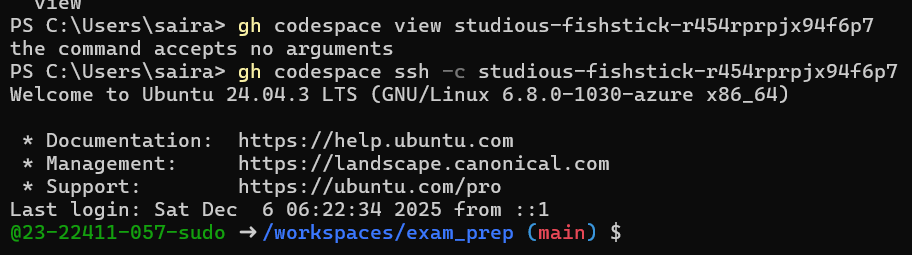 view
PS C:\Users\saira> gh codespace view studious-fishstick-r454rprpjx94f6p7
the command accepts no arguments
PS C:\Users\saira> gh codespace ssh -c studious-fishstick-r454rprpjx94f6p7
Welcome to Ubuntu 24.04.3 LTS (GNU/Linux 6.8.0-1030-azure x86_64)

 * Documentation:  https://help.ubuntu.com
 * Management:     https://landscape.canonical.com
 * Support:        https://ubuntu.com/pro
Last login: Sat Dec  6 06:22:34 2025 from ::1
@23-22411-057-sudo ➜ /workspaces/exam_prep (main) $